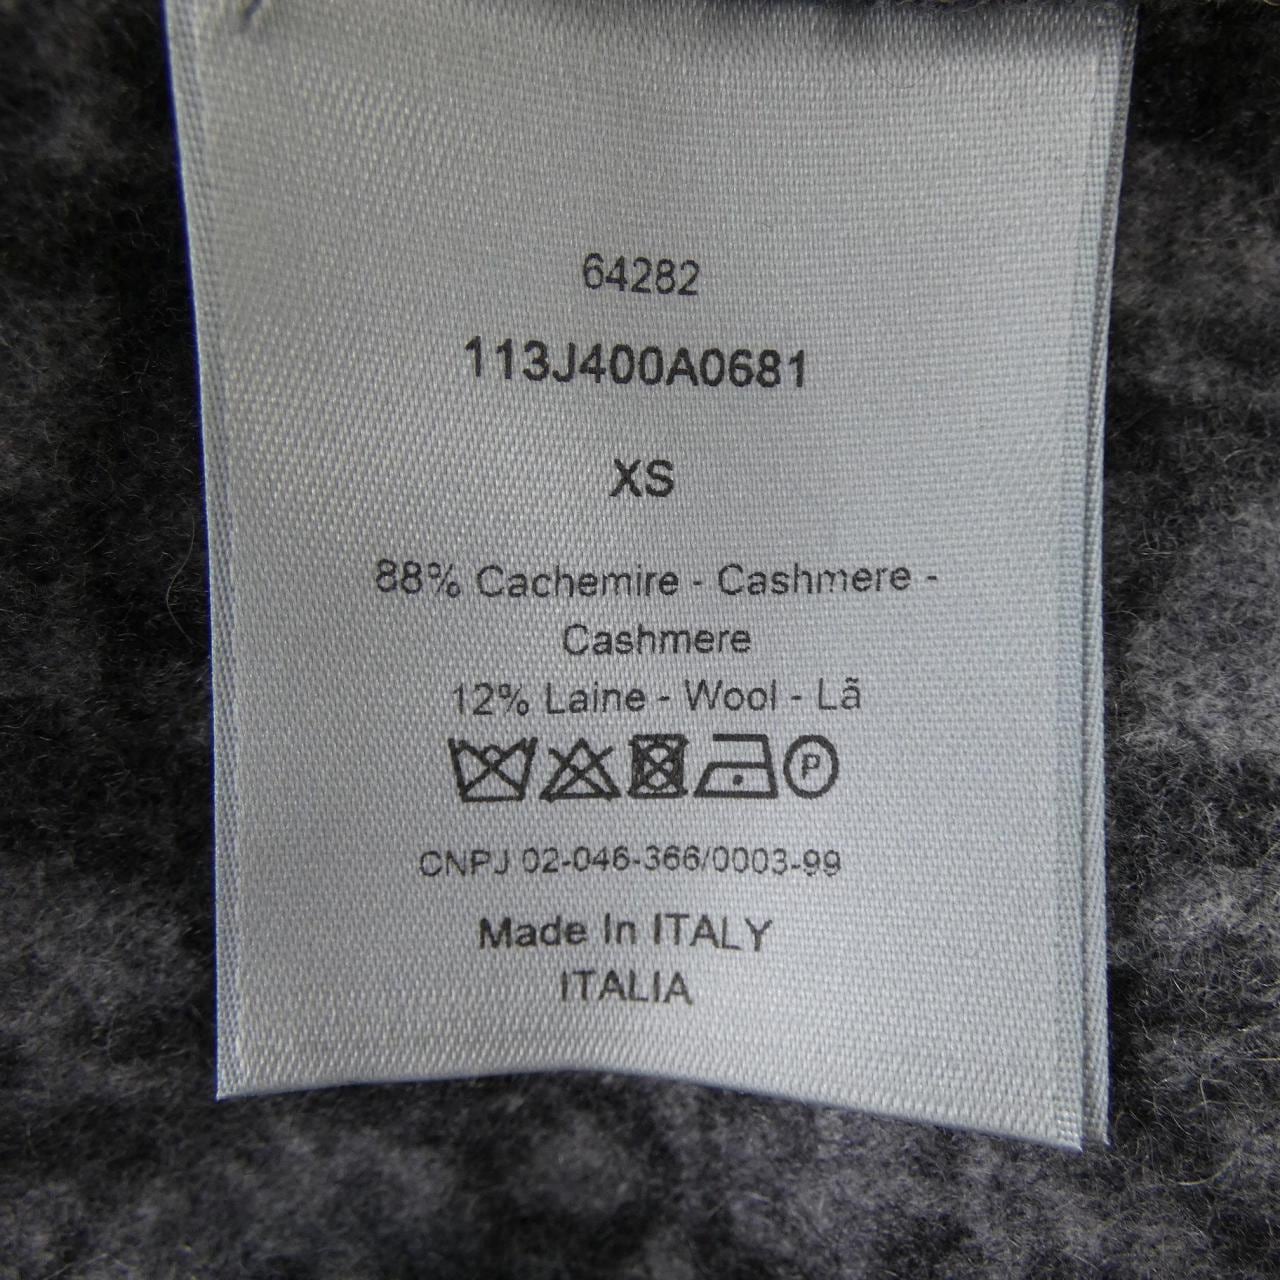 64282
113J400A0681
XS
88% Cachemire - Cashmere -
Cashmere
12% Laine - Wool - Lã
P
CNPJ 02-046-366/0003-99
Made In ITALY
ITALIA